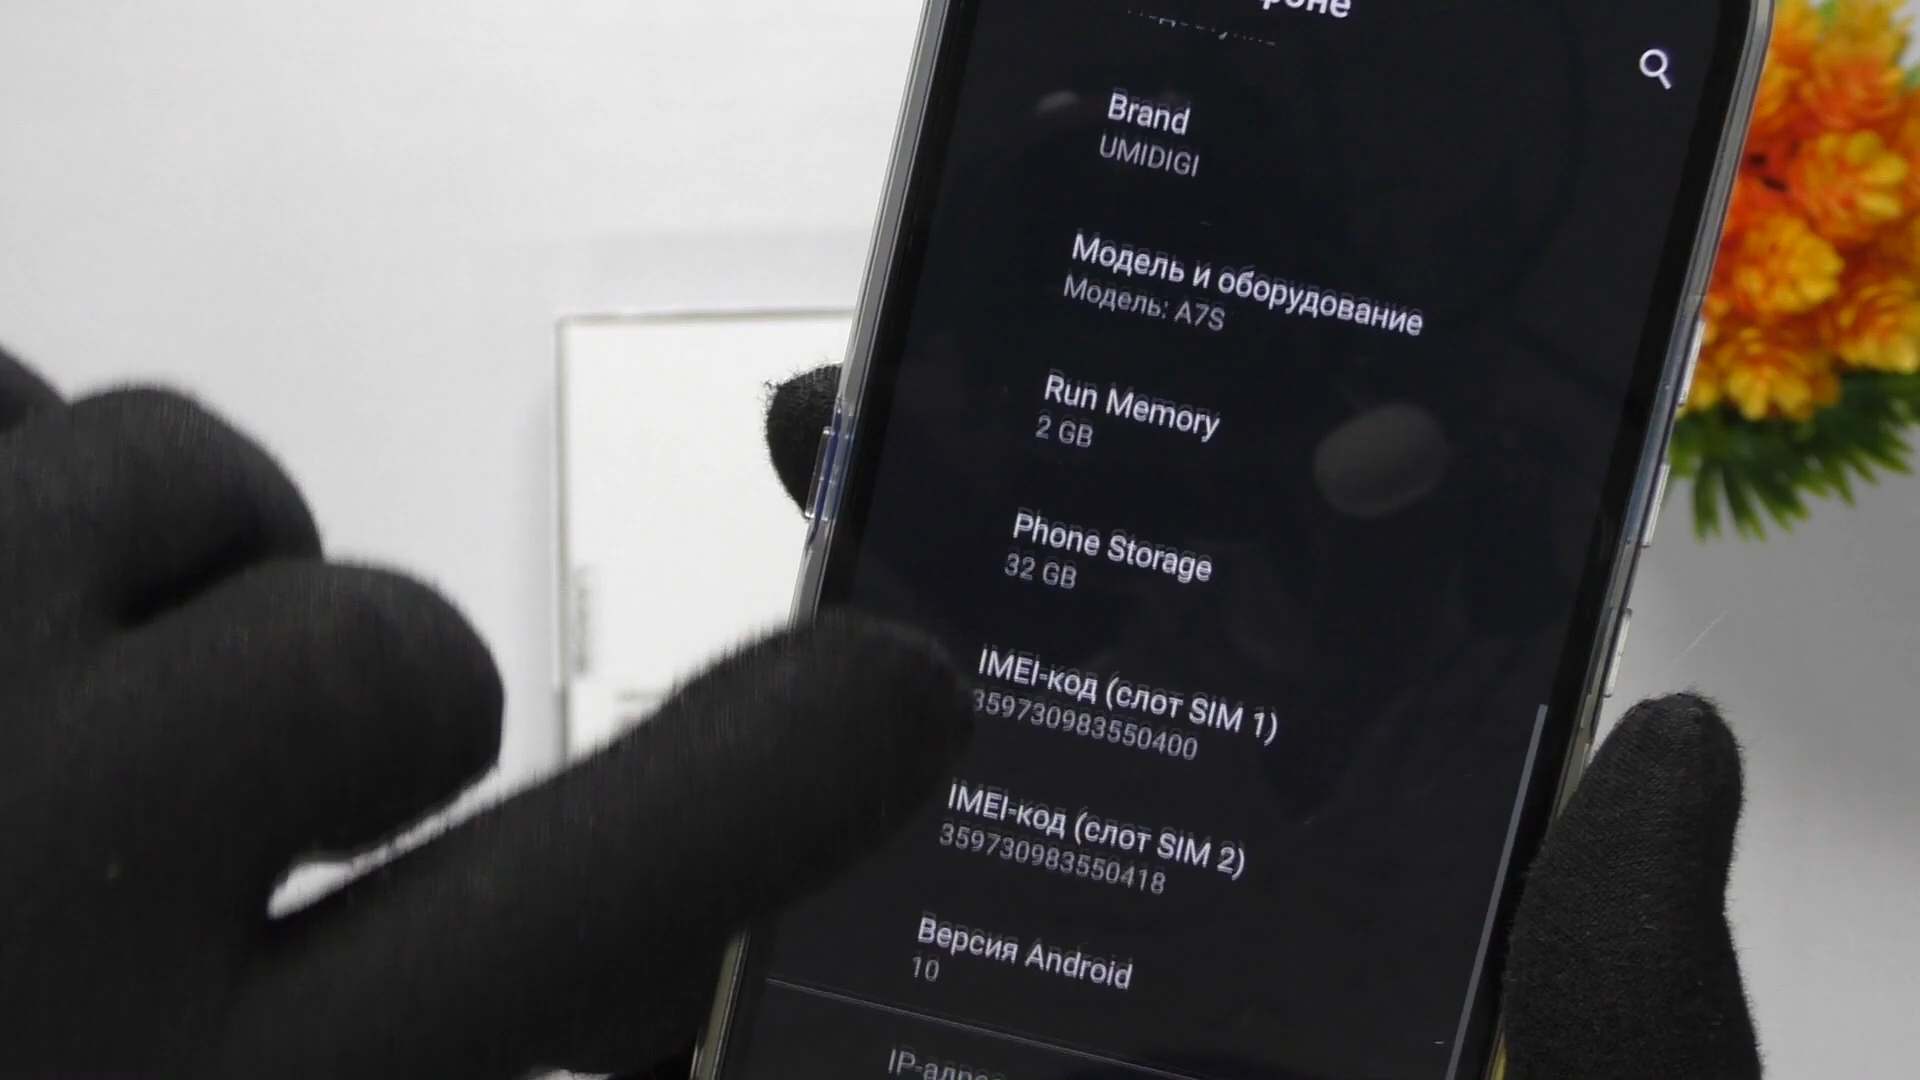 Brand
UMIDIGI
Модель и оборудование
Модель: A7S
Run Memory
2 GB
Phone Storage
32 GB
IMEI-код (слот SIM 1)
359730983550400
IMEI-код (слот SIM 2)
359730983550418
Версия Android
10